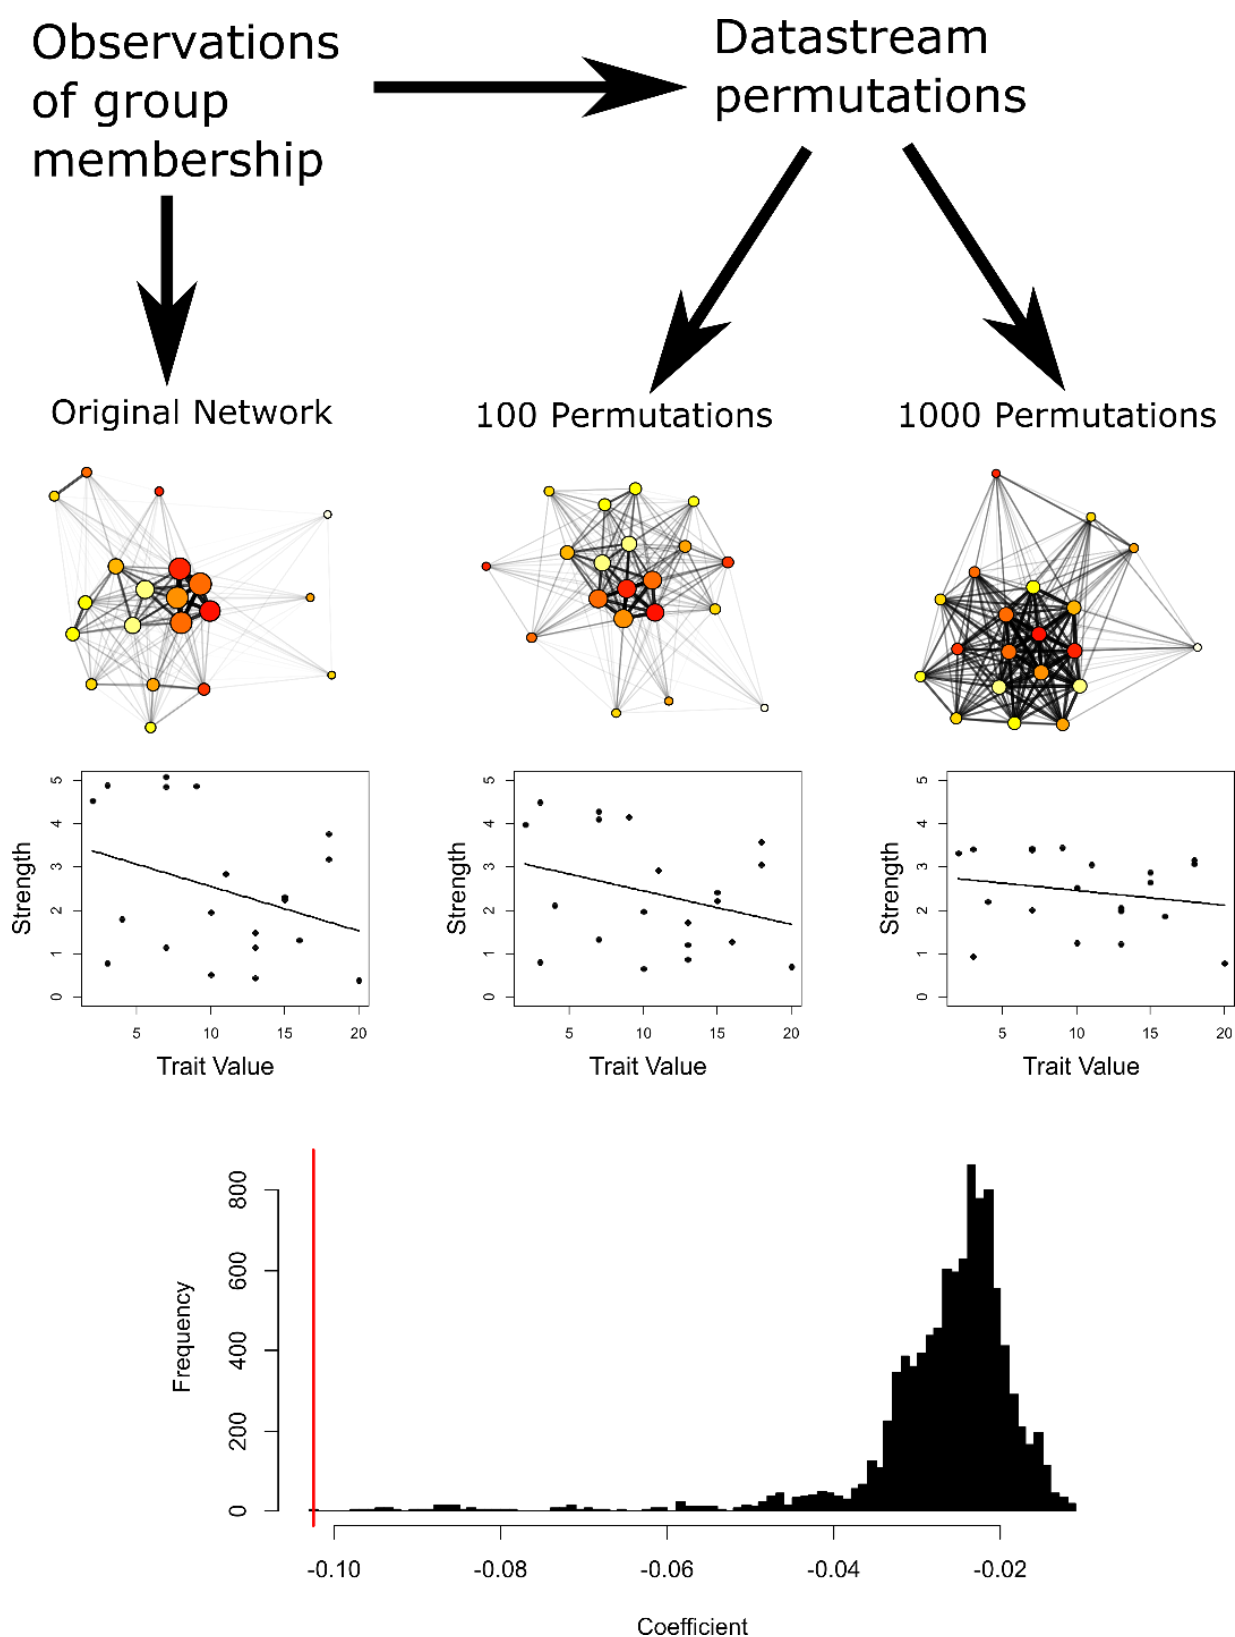 Observations
of group
membership
Datastream
permutations
Original Network
100 Permutations
1000 Permutations
Strength
5
4
3
2
1
0
5
10
15
20
Trait Value
Strength
5
4
3
2
1
0
5
10
15
20
Trait Value
Strength
5
4
3
2
1
0
5
10
15
20
Trait Value
Frequency
800
600
400
200
0
-0.10
-0.08
-0.06
-0.04
-0.02
Coefficient